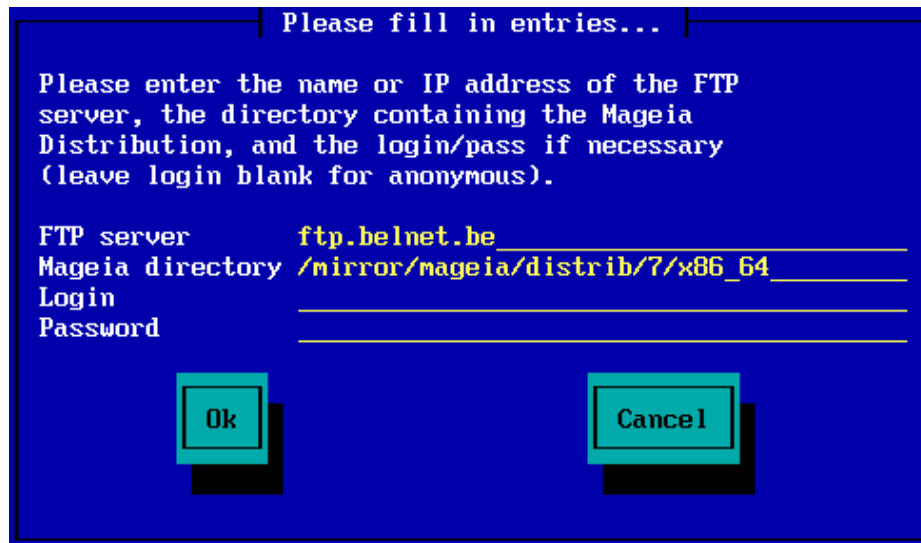 Please fill in entries...
Please enter the name or IP address of the FTP
server, the directory containing the Mageia
Distribution, and the login/pass if necessary
(leave login blank for anonymous).
FTP server ftp.belnet.be
Mageia directory /mirror/mageia/distrib/7/x86_64
Login
Password
Ok Cancel